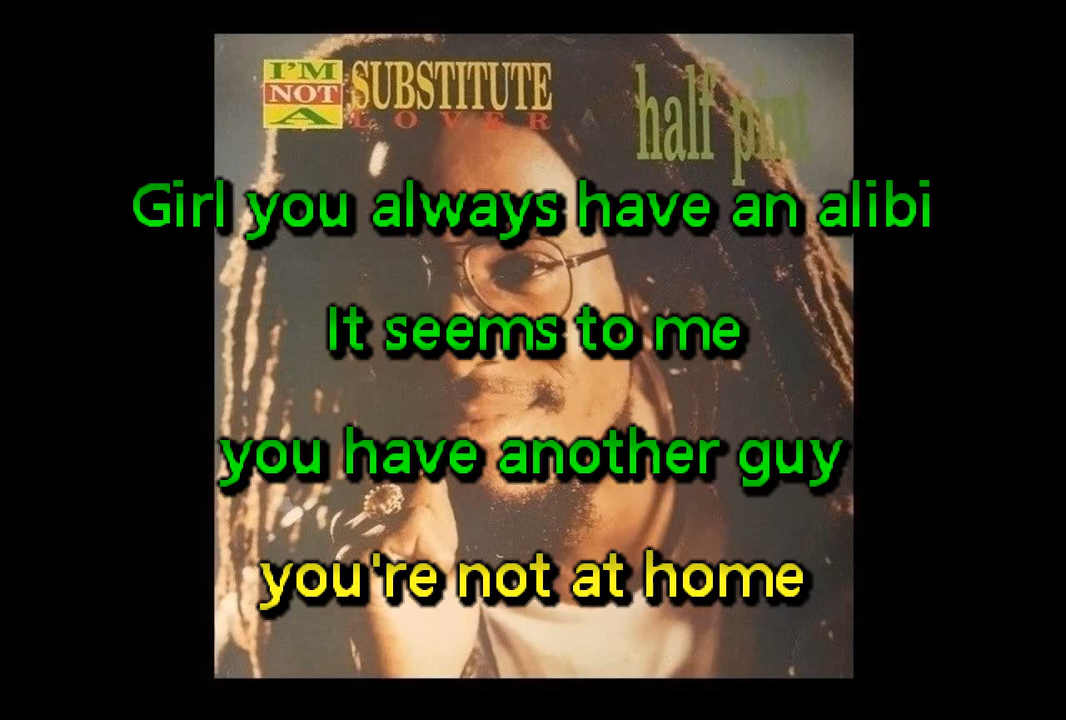 I'M
NOT
A
SUBSTITUTE
LOVER
half pint
Girl you always have an alibi
It seems to me
you have another guy
you're not at home